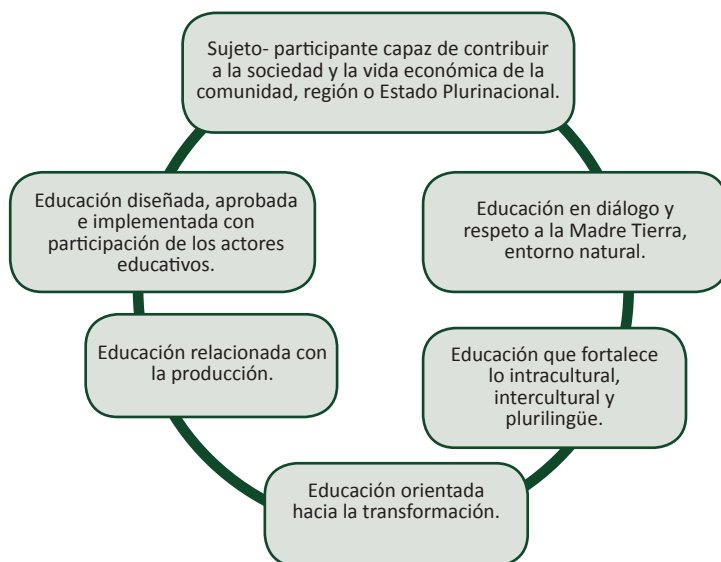 Sujeto- participante capaz de contribuir
a la sociedad y la vida económica de la
comunidad, región o Estado Plurinacional.
Educación diseñada, aprobada
e implementada con
participación de los actores
educativos.
Educación en diálogo y
respeto a la Madre Tierra,
entorno natural.
Educación relacionada con
la producción.
Educación que fortalece
lo intracultural,
intercultural y
plurilingüe.
Educación orientada
hacia la transformación.